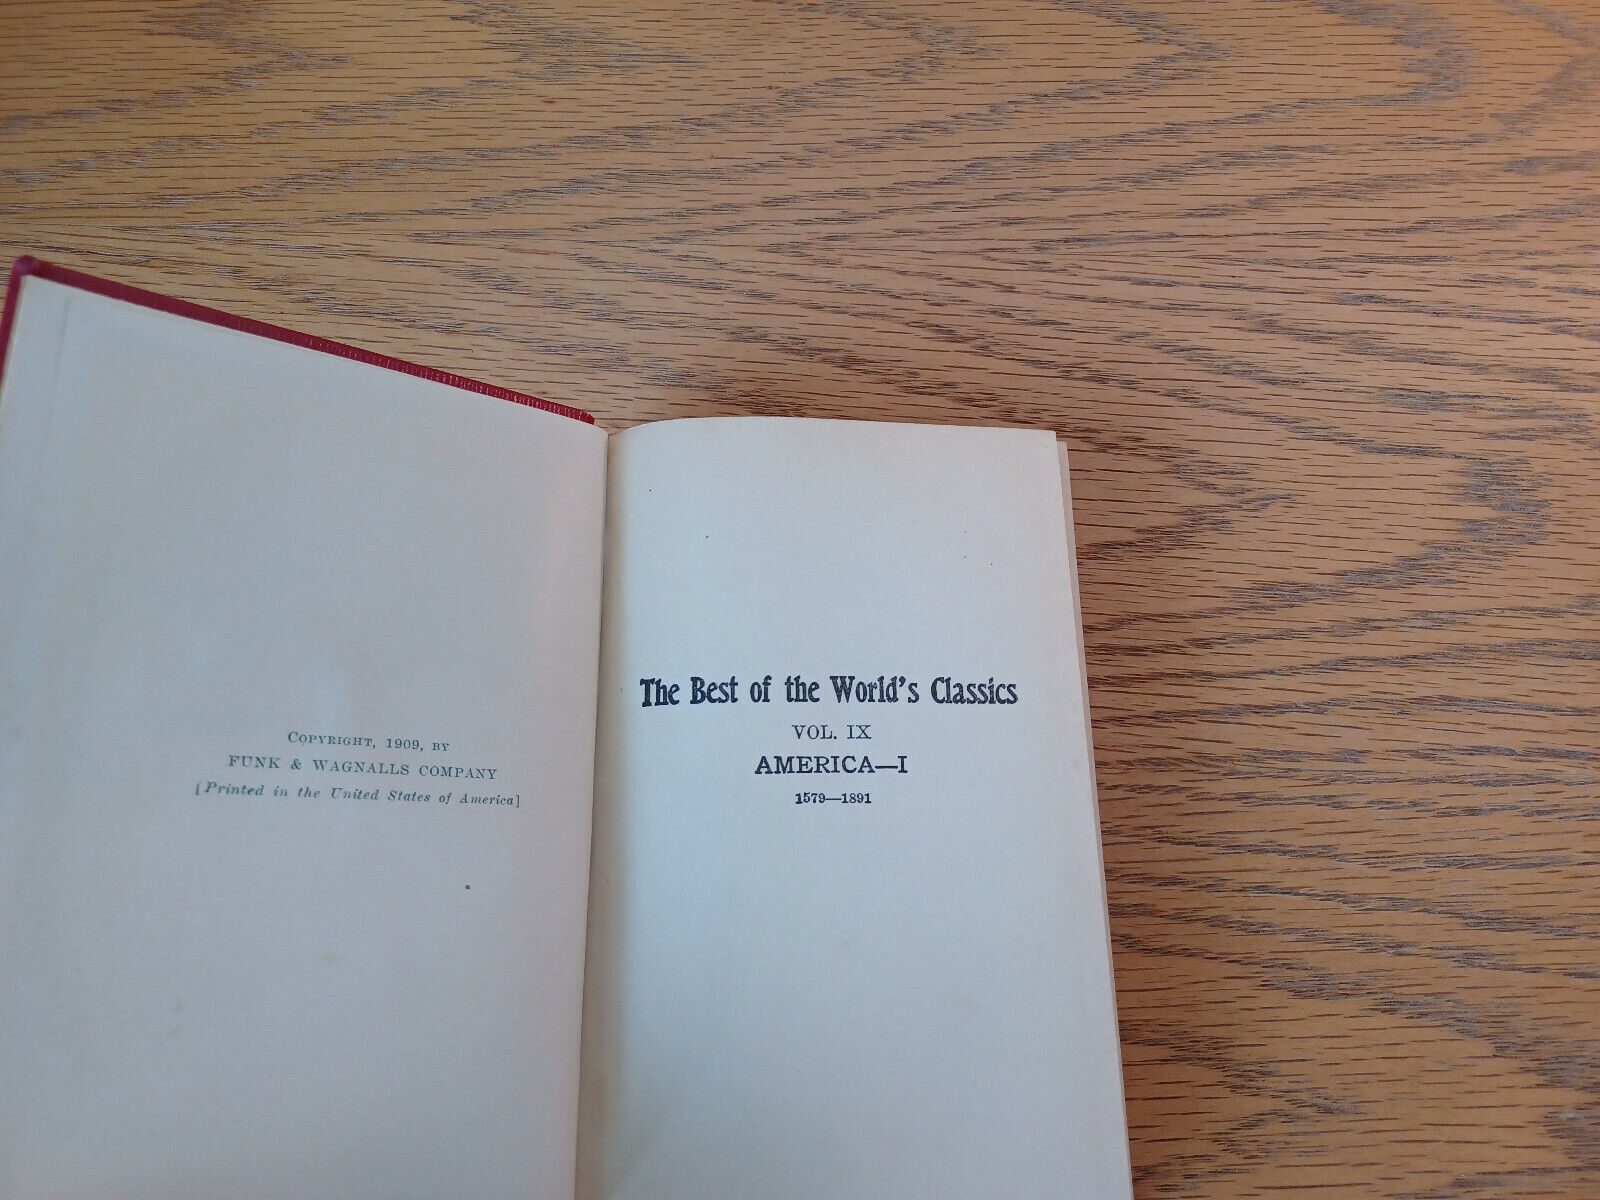 COPYRIGHT, 1909, BY
FUNK & WAGNALLS COMPANY
[Printed in the United States of America]
The Best of the World's Classics
VOL. IX
AMERICA—I
1579—1891